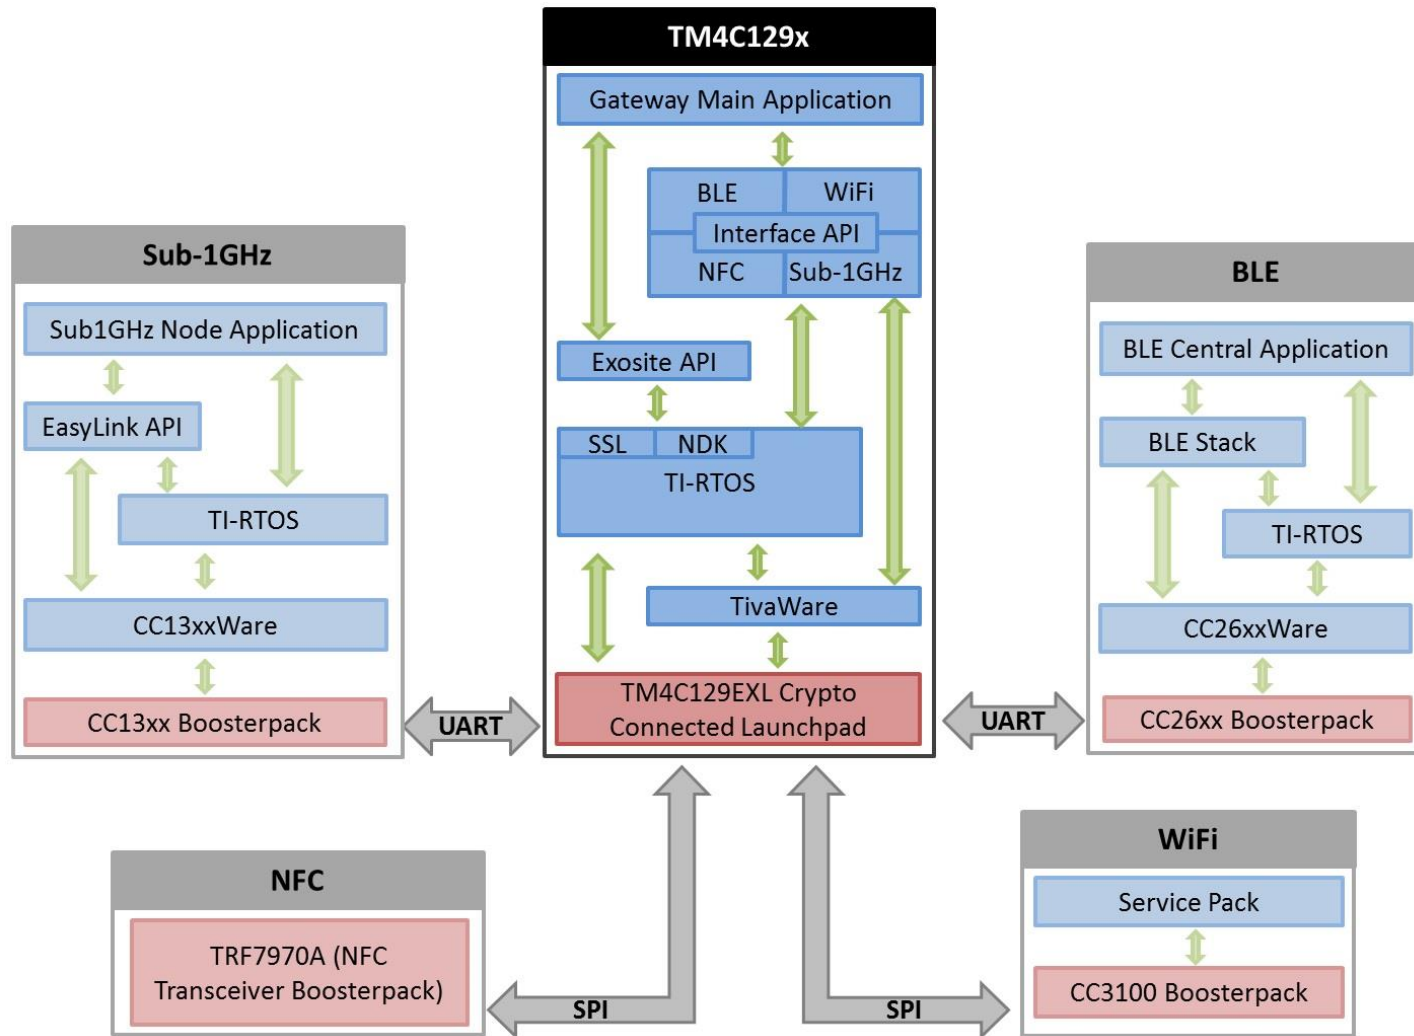 TM4C129x
Gateway Main Application
BLE
WiFi
Interface API
NFC
Sub-1GHz
Exosite API
SSL
NDK
TI-RTOS
TivaWare
TM4C129EXL Crypto
Connected Launchpad
Sub-1GHz
Sub1GHz Node Application
EasyLink API
TI-RTOS
CC13xxWare
CC13xx Boosterpack
UART
UART
BLE
BLE Central Application
BLE Stack
TI-RTOS
CC26xxWare
CC26xx Boosterpack
NFC
TRF7970A (NFC
Transceiver Boosterpack)
SPI
SPI
WiFi
Service Pack
CC3100 Boosterpack